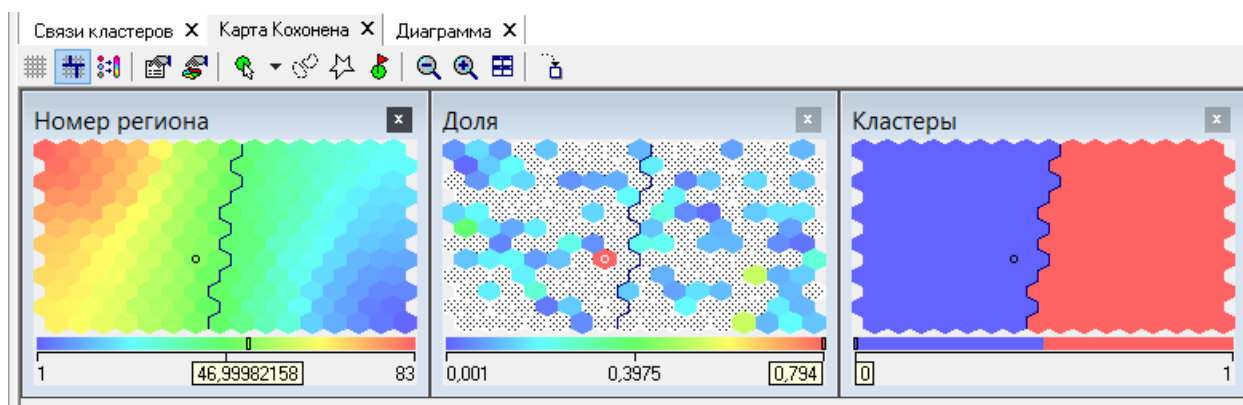 Связи кластеров X Карта Кохонена X Диаграмма X
Номер региона x Доля x Кластеры x
1 46,99982158 83 0,001 0,3975 0,794 0 1